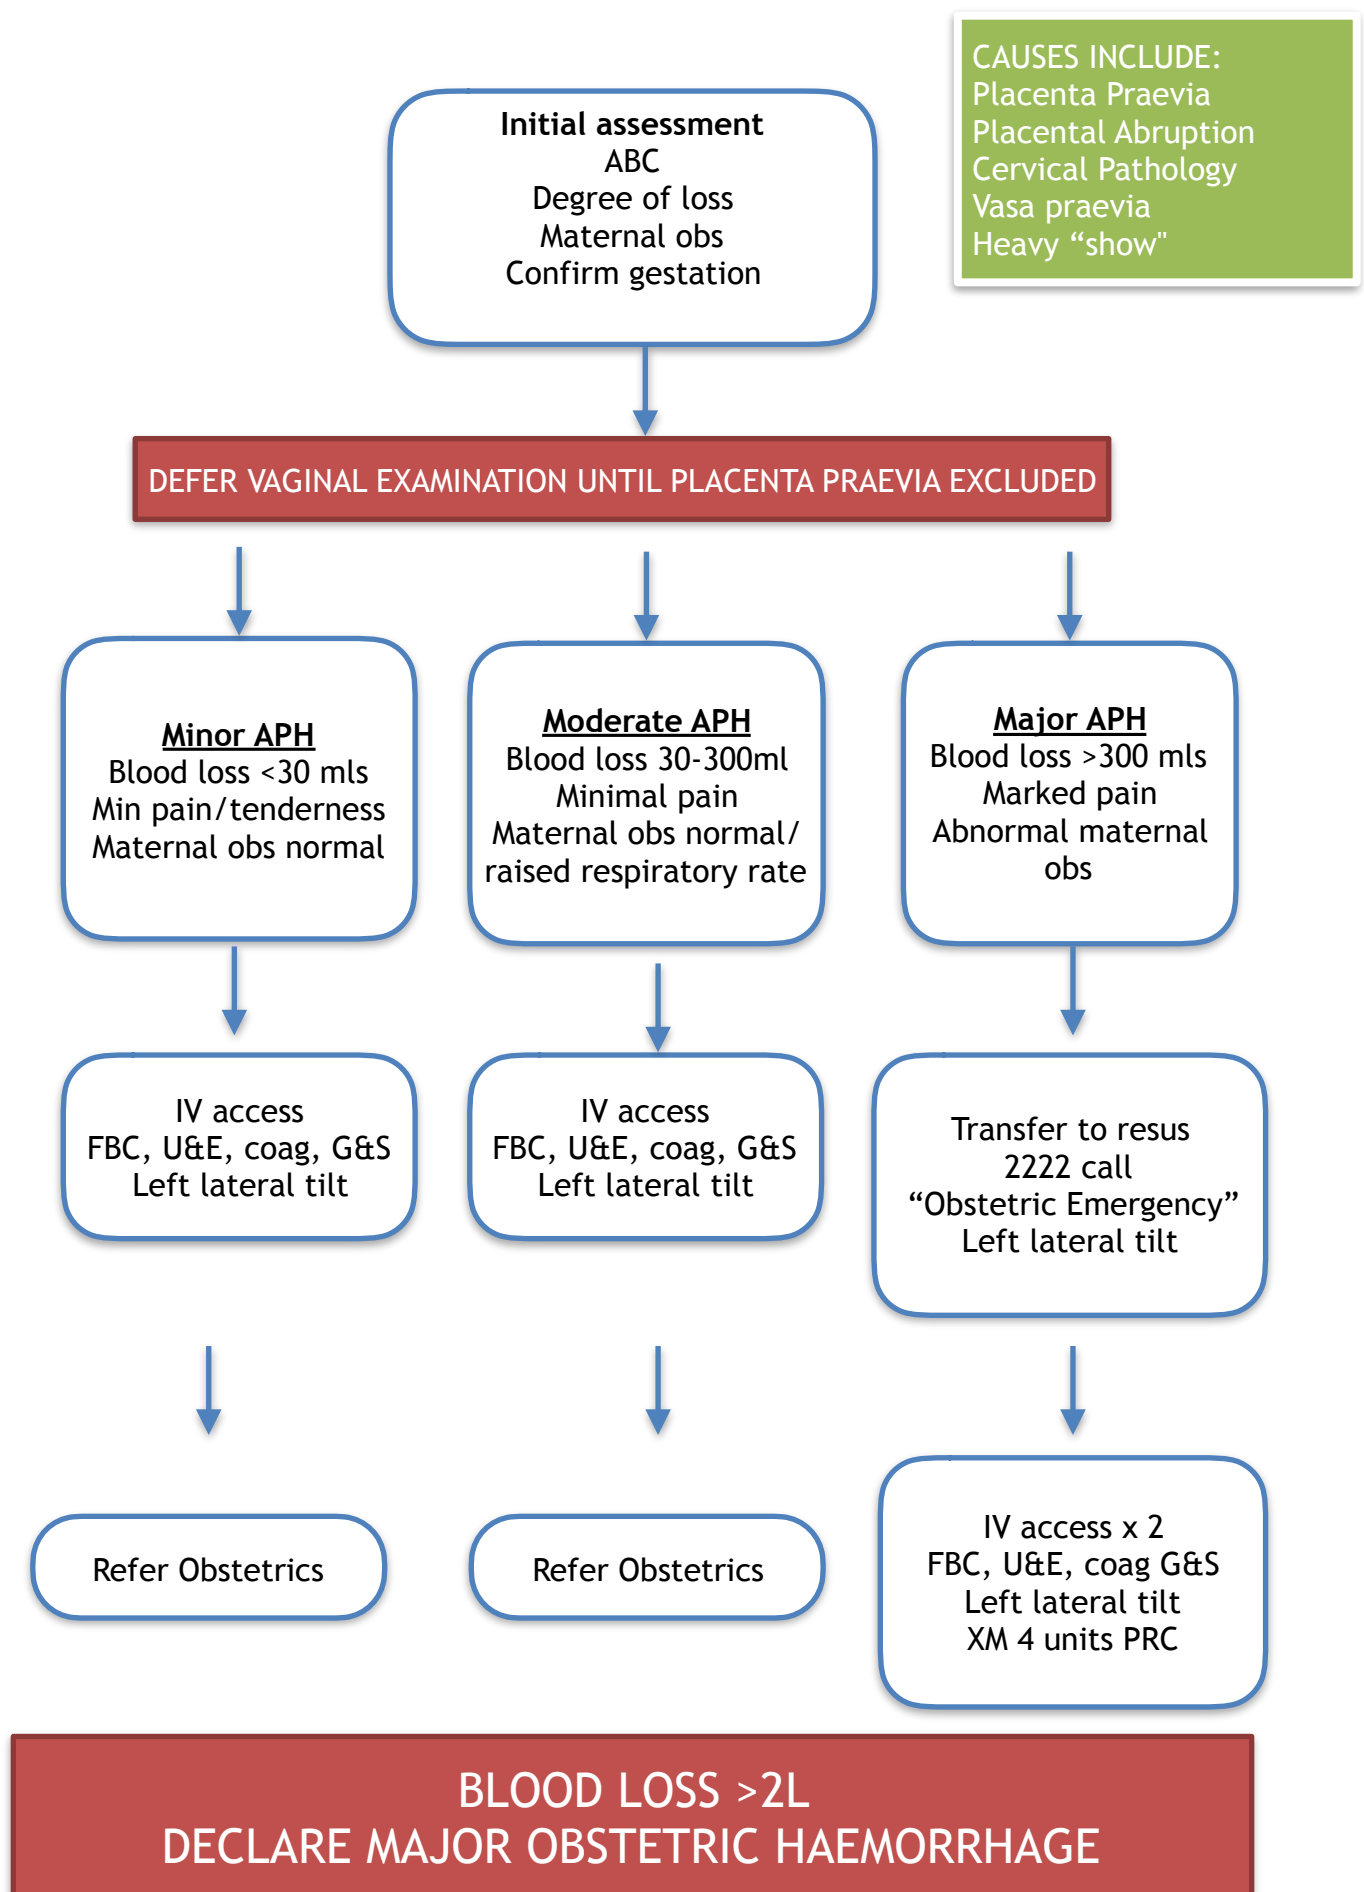 CAUSES INCLUDE:
Placenta Praevia
Placental Abruption
Cervical Pathology
Vasa praevia
Heavy “show"
Initial assessment
ABC
Degree of loss
Maternal obs
Confirm gestation
DEFER VAGINAL EXAMINATION UNTIL PLACENTA PRAEVIA EXCLUDED
Minor APH
Blood loss <30 mls
Min pain/tenderness
Maternal obs normal
Moderate APH
Blood loss 30-300ml
Minimal pain
Maternal obs normal/
raised respiratory rate
Major APH
Blood loss >300 mls
Marked pain
Abnormal maternal
obs
IV access
FBC, U&E, coag, G&S
Left lateral tilt
IV access
FBC, U&E, coag, G&S
Left lateral tilt
Transfer to resus
2222 call
“Obstetric Emergency”
Left lateral tilt
Refer Obstetrics
Refer Obstetrics
IV access x 2
FBC, U&E, coag G&S
Left lateral tilt
XM 4 units PRC
BLOOD LOSS >2L
DECLARE MAJOR OBSTETRIC HAEMORRHAGE